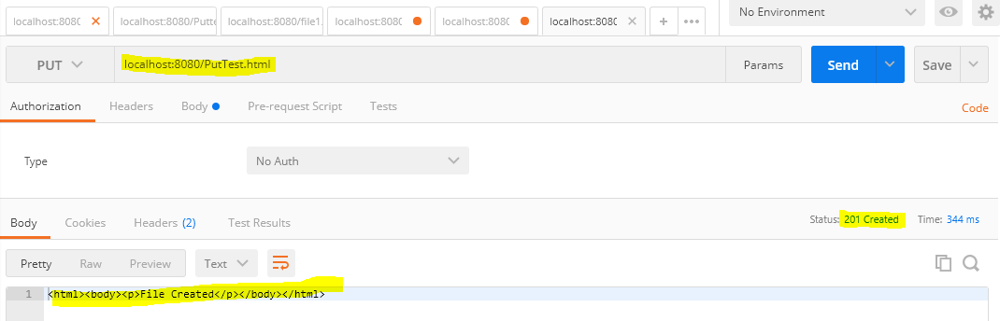 localhost:808( localhost:8080/Putte localhost:8080/file1. localhost:808( localhost:808( localhost:808( No Environment
PUT localhost:8080/PutTest.html Params Send Save
Authorization Headers Body Pre-request Script Tests Code
Type No Auth
Body Cookies Headers (2) Test Results Status: 201 Created Time: 344 ms
Pretty Raw Preview Text
1 <html><body><p>File Created</p></body></html>